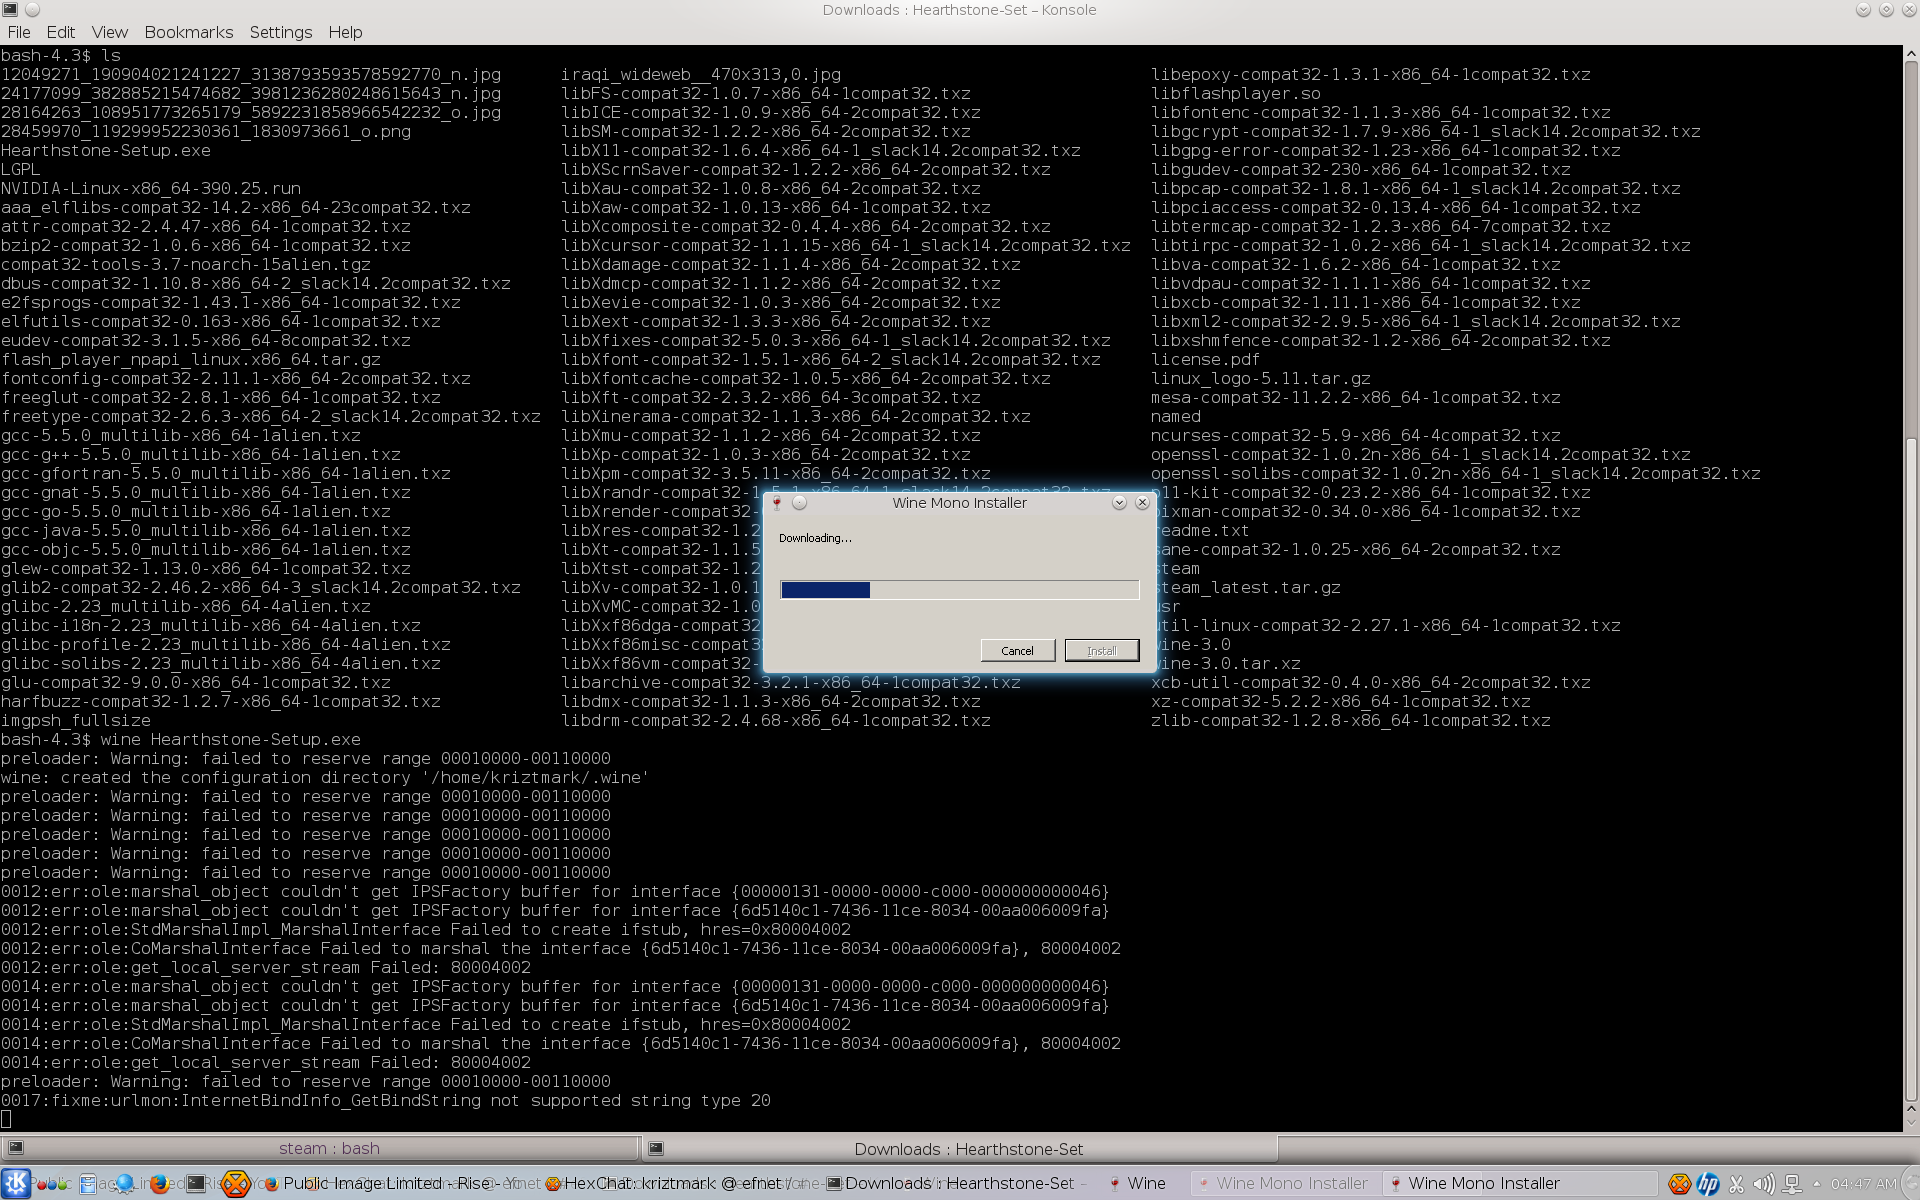 Downloads : Hearthstone-Set – Konsole
File Edit View Bookmarks Settings Help
bash-4.3$ ls
12049271_190904021241227_3138793593578592770_n.jpg iraqi_wideweb__470x313,0.jpg libepoxy-compat32-1.3.1-x86_64-1compat32.txz
24177099_382885215474682_3981236280248615643_n.jpg libFS-compat32-1.0.7-x86_64-1compat32.txz libflashplayer.so
28164263_1089517732651​79_5892231858966542232_o.jpg libICE-compat32-1.0.9-x86_64-2compat32.txz libfontenc-compat32-1.1.3-x86_64-1compat32.txz
28459970_119299952230361_1830973661_o.png libSM-compat32-1.2.2-x86_64-2compat32.txz libgcrypt-compat32-1.7.9-x86_64-1_slack14.2compat32.txz
Hearthstone-Setup.exe libX11-compat32-1.6.4-x86_64-1_slack14.2compat32.txz libgpg-error-compat32-1.23-x86_64-1compat32.txz
LGPL libXScrnSaver-compat32-1.2.2-x86_64-2compat32.txz libgudev-compat32-230-x86_64-1compat32.txz
NVIDIA-Linux-x86_64-390.25.run libXau-compat32-1.0.8-x86_64-2compat32.txz libpcap-compat32-1.8.1-x86_64-1_slack14.2compat32.txz
aaa_elflibs-compat32-14.2-x86_64-23compat32.txz libXaw-compat32-1.0.13-x86_64-1compat32.txz libpciaccess-compat32-0.13.4-x86_64-1compat32.txz
attr-compat32-2.4.47-x86_64-1compat32.txz libXcomposite-compat32-0.4.4-x86_64-2compat32.txz libtermcap-compat32-1.2.3-x86_64-7compat32.txz
bzip2-compat32-1.0.6-x86_64-1compat32.txz libXcursor-compat32-1.1.15-x86_64-1_slack14.2compat32.txz libtirpc-compat32-1.0.2-x86_64-1_slack14.2compat32.txz
compat32-tools-3.7-noarch-15alien.tgz libXdamage-compat32-1.1.4-x86_64-2compat32.txz libva-compat32-1.6.2-x86_64-1compat32.txz
dbus-compat32-1.10.8-x86_64-2_slack14.2compat32.txz libXdmcp-compat32-1.1.2-x86_64-2compat32.txz libvdpau-compat32-1.1.1-x86_64-1compat32.txz
e2fsprogs-compat32-1.43.1-x86_64-1compat32.txz libXevie-compat32-1.0.3-x86_64-2compat32.txz libxcb-compat32-1.11.1-x86_64-1compat32.txz
elfutils-compat32-0.163-x86_64-1compat32.txz libXext-compat32-1.3.3-x86_64-2compat32.txz libxml2-compat32-2.9.5-x86_64-1_slack14.2compat32.txz
eudev-compat32-3.1.5-x86_64-8compat32.txz libXfixes-compat32-5.0.3-x86_64-1_slack14.2compat32.txz libxshmfence-compat32-1.2-x86_64-2compat32.txz
flash_player_npapi_linux.x86_64.tar.gz libXfont-compat32-1.5.1-x86_64-2_slack14.2compat32.txz license.pdf
fontconfig-compat32-2.11.1-x86_64-2compat32.txz libXfontcache-compat32-1.0.5-x86_64-2compat32.txz linux_logo-5.11.tar.gz
freeglut-compat32-2.8.1-x86_64-1compat32.txz libXft-compat32-2.3.2-x86_64-3compat32.txz mesa-compat32-11.2.2-x86_64-1compat32.txz
freetype-compat32-2.6.3-x86_64-2_slack14.2compat32.txz libXinerama-compat32-1.1.3-x86_64-2compat32.txz named
gcc-5.5.0_multilib-x86_64-1alien.txz libXmu-compat32-1.1.2-x86_64-2compat32.txz ncurses-compat32-5.9-x86_64-4compat32.txz
gcc-g++-5.5.0_multilib-x86_64-1alien.txz libXp-compat32-1.0.3-x86_64-2compat32.txz openssl-compat32-1.0.2n-x86_64-1_slack14.2compat32.txz
gcc-gfortran-5.5.0_multilib-x86_64-1alien.txz libXpm-compat32-3.5.11-x86_64-2compat32.txz openssl-solibs-compat32-1.0.2n-x86_64-1_slack14.2compat32.txz
gcc-gnat-5.5.0_multilib-x86_64-1alien.txz libXrandr-compat32-1.5.1-x86_64-1_slack14.2compat32.txz p11-kit-compat32-0.23.2-x86_64-1compat32.txz
gcc-go-5.5.0_multilib-x86_64-1alien.txz libXrender-compat32- ixman-compat32-0.34.0-x86_64-1compat32.txz
gcc-java-5.5.0_multilib-x86_64-1alien.txz libXres-compat32-1.2 eadme.txt
gcc-objc-5.5.0_multilib-x86_64-1alien.txz libXt-compat32-1.1.5 ane-compat32-1.0.25-x86_64-2compat32.txz
glew-compat32-1.13.0-x86_64-1compat32.txz libXtst-compat32-1.2 team
glib2-compat32-2.46.2-x86_64-3_slack14.2compat32.txz libXv-compat32-1.0.1 team_latest.tar.gz
glibc-2.23_multilib-x86_64-4alien.txz libXvMC-compat32-1.0 sr
glibc-i18n-2.23_multilib-x86_64-4alien.txz libXxf86dga-compat32 til-linux-compat32-2.27.1-x86_64-1compat32.txz
glibc-profile-2.23_multilib-x86_64-4alien.txz libXxf86misc-compat3 ine-3.0
glibc-solibs-2.23_multilib-x86_64-4alien.txz libXxf86vm-compat32- ine-3.0.tar.xz
glu-compat32-9.0.0-x86_64-1compat32.txz libarchive-compat32-3.2.1-x86_64-1compat32.txz xcb-util-compat32-0.4.0-x86_64-2compat32.txz
harfbuzz-compat32-1.2.7-x86_64-1compat32.txz libdmx-compat32-1.1.3-x86_64-2compat32.txz xz-compat32-5.2.2-x86_64-1compat32.txz
imgpsh_fullsize libdrm-compat32-2.4.68-x86_64-1compat32.txz zlib-compat32-1.2.8-x86_64-1compat32.txz
Wine Mono Installer
Downloading...
Cancel Install
bash-4.3$ wine Hearthstone-Setup.exe
preloader: Warning: failed to reserve range 00010000-00110000
wine: created the configuration directory '/home/kriztmark/.wine'
preloader: Warning: failed to reserve range 00010000-00110000
preloader: Warning: failed to reserve range 00010000-00110000
preloader: Warning: failed to reserve range 00010000-00110000
preloader: Warning: failed to reserve range 00010000-00110000
preloader: Warning: failed to reserve range 00010000-00110000
0012:err:ole:marshal_object couldn't get IPSFactory buffer for interface {00000131-0000-0000-c000-000000000046}
0012:err:ole:marshal_object couldn't get IPSFactory buffer for interface {6d5140c1-7436-11ce-8034-00aa006009fa}
0012:err:ole:StdMarshalImpl_MarshalInterface Failed to create ifstub, hres=0x80004002
0012:err:ole:CoMarshalInterface Failed to marshal the interface {6d5140c1-7436-11ce-8034-00aa006009fa}, 80004002
0012:err:ole:get_local_server_stream Failed: 80004002
0014:err:ole:marshal_object couldn't get IPSFactory buffer for interface {00000131-0000-0000-c000-000000000046}
0014:err:ole:marshal_object couldn't get IPSFactory buffer for interface {6d5140c1-7436-11ce-8034-00aa006009fa}
0014:err:ole:StdMarshalImpl_MarshalInterface Failed to create ifstub, hres=0x80004002
0014:err:ole:CoMarshalInterface Failed to marshal the interface {6d5140c1-7436-11ce-8034-00aa006009fa}, 80004002
0014:err:ole:get_local_server_stream Failed: 80004002
preloader: Warning: failed to reserve range 00010000-00110000
0017:fixme:urlmon:InternetBindInfo_GetBindString not supported string type 20
steam : bash Downloads : Hearthstone-Set
Public Image Limited - Rise - Yo HexChat: kriztmark @ efnet / # Downloads : Hearthstone-Set Wine Wine Mono Installer Wine Mono Installer 04:47 AM